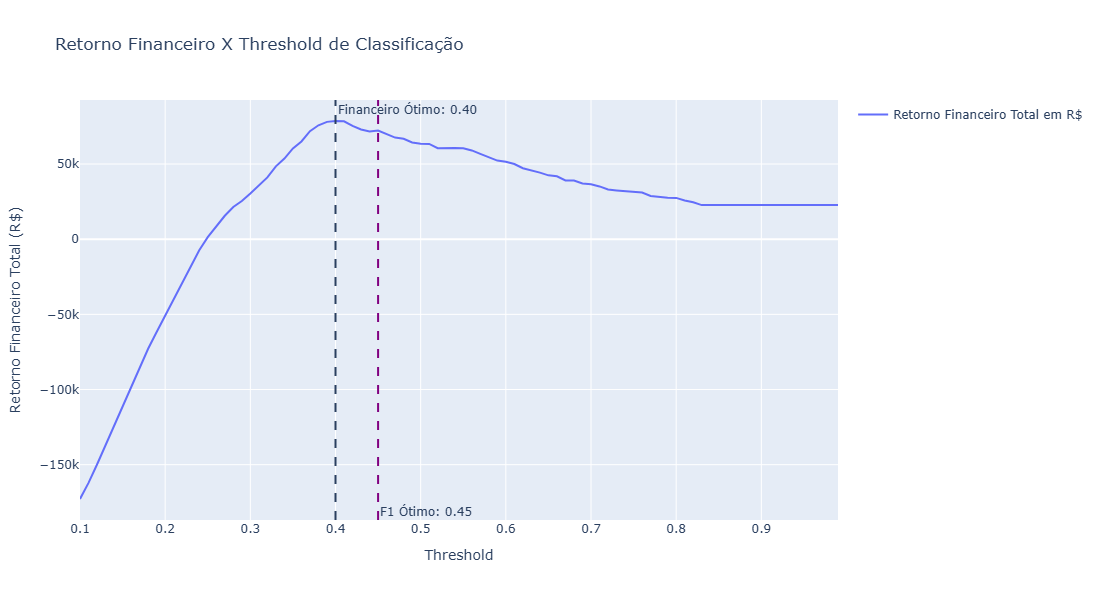 Retorno Financeiro X Threshold de Classificação
Financeiro Ótimo: 0.40
Retorno Financeiro Total em R$
50k
0
−50k
−100k
−150k
Retorno Financeiro Total (R$)
F1 Ótimo: 0.45
0.1 0.2 0.3 0.4 0.5 0.6 0.7 0.8 0.9
Threshold